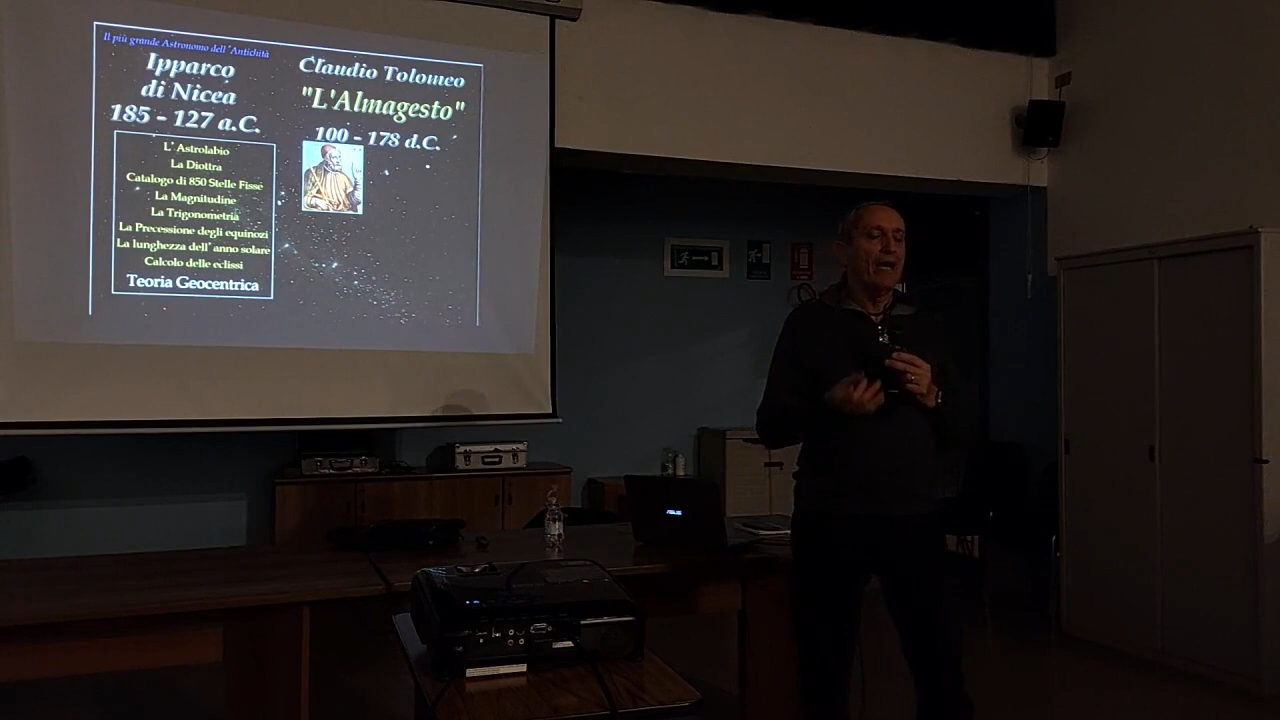 Il più grande Astronomo dell'Antichità
Ipparco
di Nicea
185 - 127 a.C.
L'Astrolabio
La Diottra
Catalogo di 850 Stelle Fisse
La Magnitudine
La Trigonometria
La Precessione degli equinozi
La lunghezza dell'anno solare
Calcolo delle eclissi
Teoria Geocentrica
Claudio Tolomeo
"L'Almagesto"
100 - 178 d.C.
ASUS